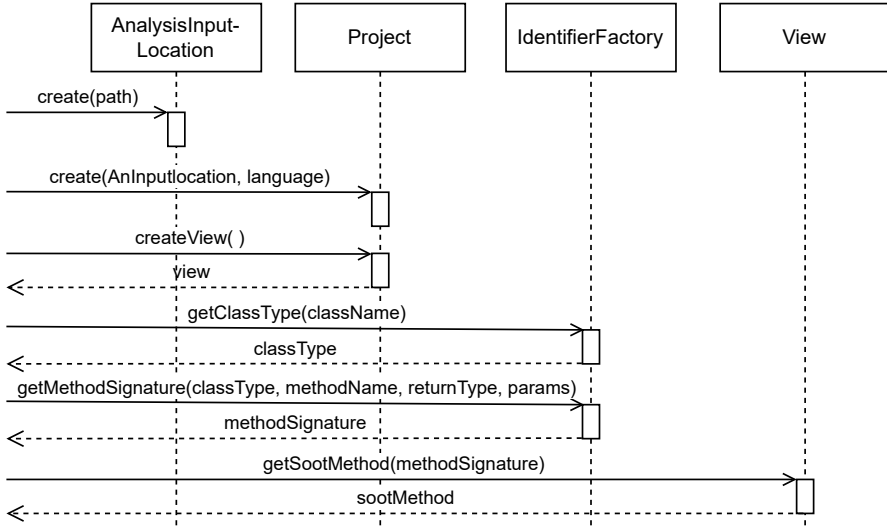 AnalysisInput-
Location
Project
IdentifierFactory
View
create(path)
create(AnInputlocation, language)
createView( )
view
getClassType(className)
classType
getMethodSignature(classType, methodName, returnType, params)
methodSignature
getSootMethod(methodSignature)
sootMethod